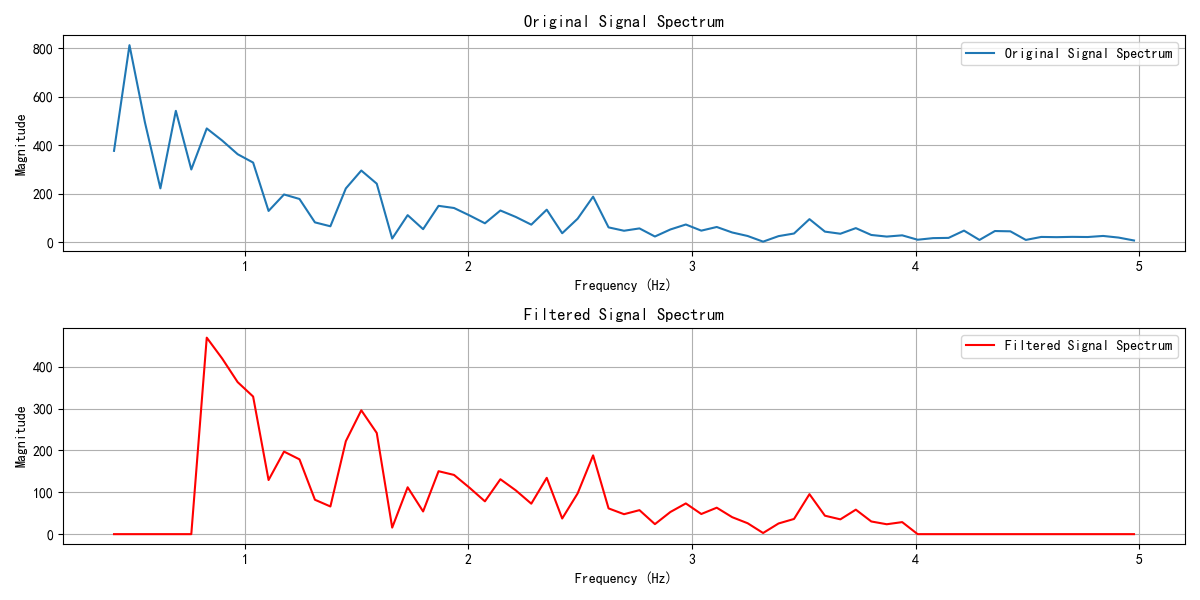 Original Signal Spectrum
Original Signal Spectrum
800
600
400
200
0
Magnitude
1
2
3
4
5
Frequency (Hz)
Filtered Signal Spectrum
Filtered Signal Spectrum
400
300
200
100
0
Magnitude
1
2
3
4
5
Frequency (Hz)